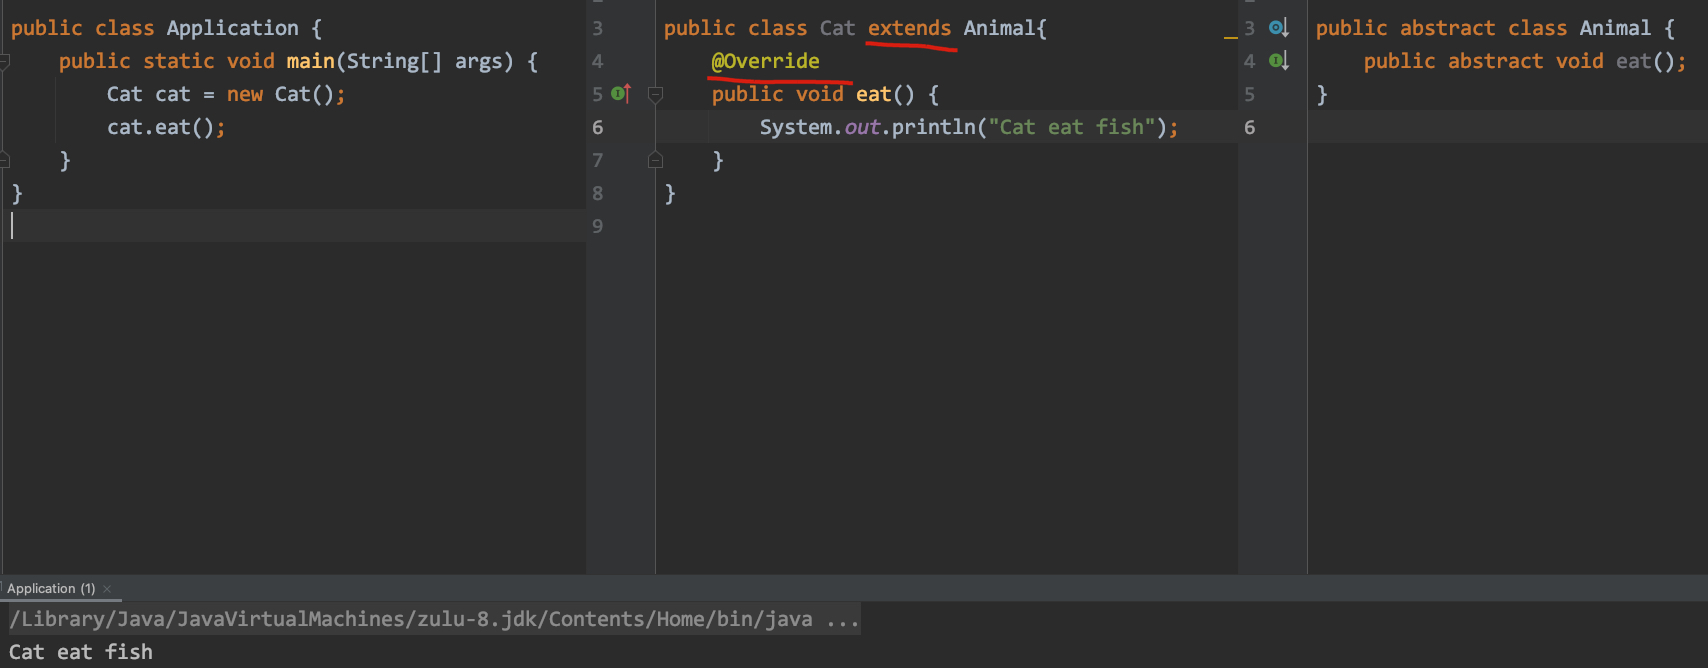 public class Application {
public static void main(String[] args) {
Cat cat = new Cat();
cat.eat();
}
}
3 public class Cat extends Animal{
4 @Override
5 public void eat() {
6 System.out.println("Cat eat fish");
7 }
8 }
9
3 public abstract class Animal {
4 public abstract void eat();
5 }
6
Application (1) ×
/Library/Java/JavaVirtualMachines/zulu-8.jdk/Contents/Home/bin/java ...
Cat eat fish